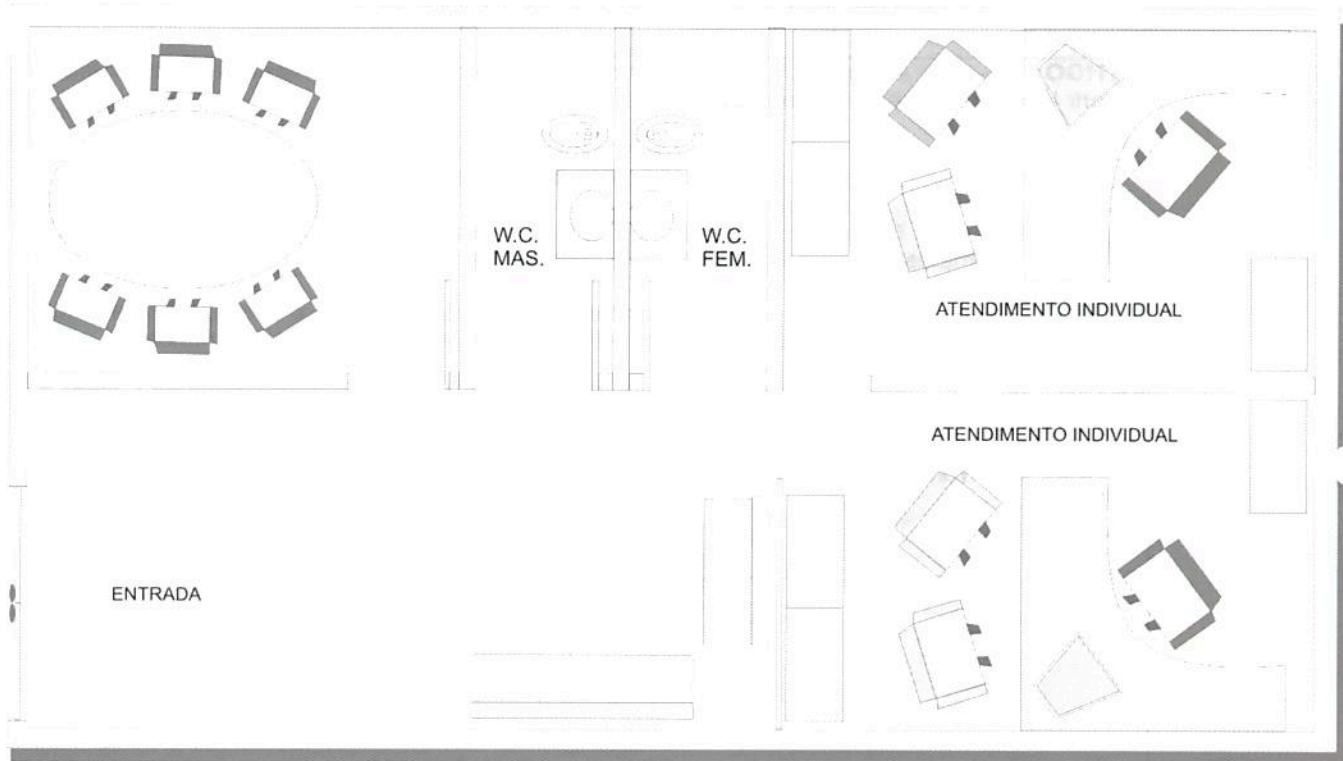 W.C.
MAS.
W.C.
FEM.
ATENDIMENTO INDIVIDUAL
ATENDIMENTO INDIVIDUAL
ENTRADA